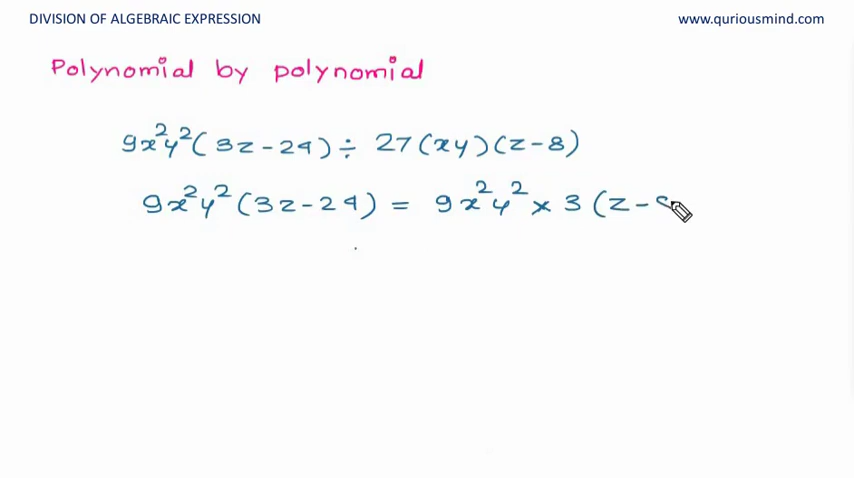 DIVISION OF ALGEBRAIC EXPRESSION
www.quriousmind.com
Polynomial by polynomial
9x²y²(3z-24) ÷ 27(xy)(z-8)
9x²y²(3z-24) = 9x²y² × 3(z-